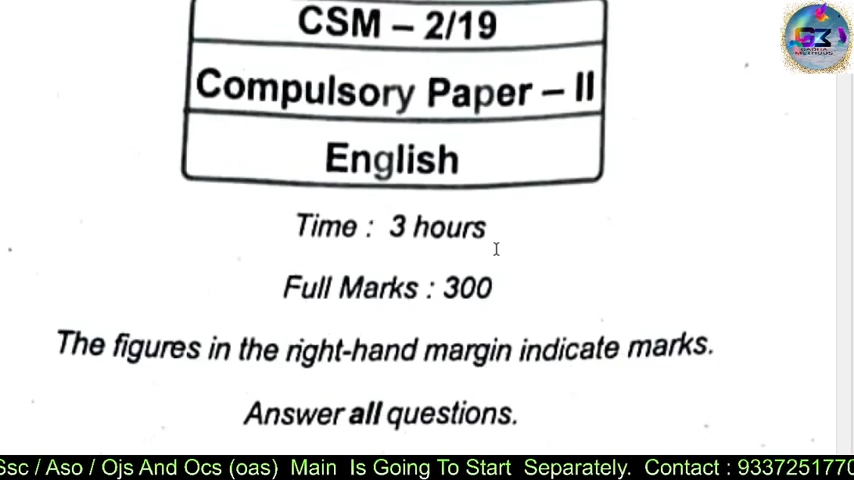 CSM – 2/19
Compulsory Paper – II
English
Time : 3 hours
Full Marks : 300
The figures in the right-hand margin indicate marks.
Answer all questions.
Ssc / Aso / Ojs And Ocs (oas) Main Is Going To Start Separately. Contact : 9337251770